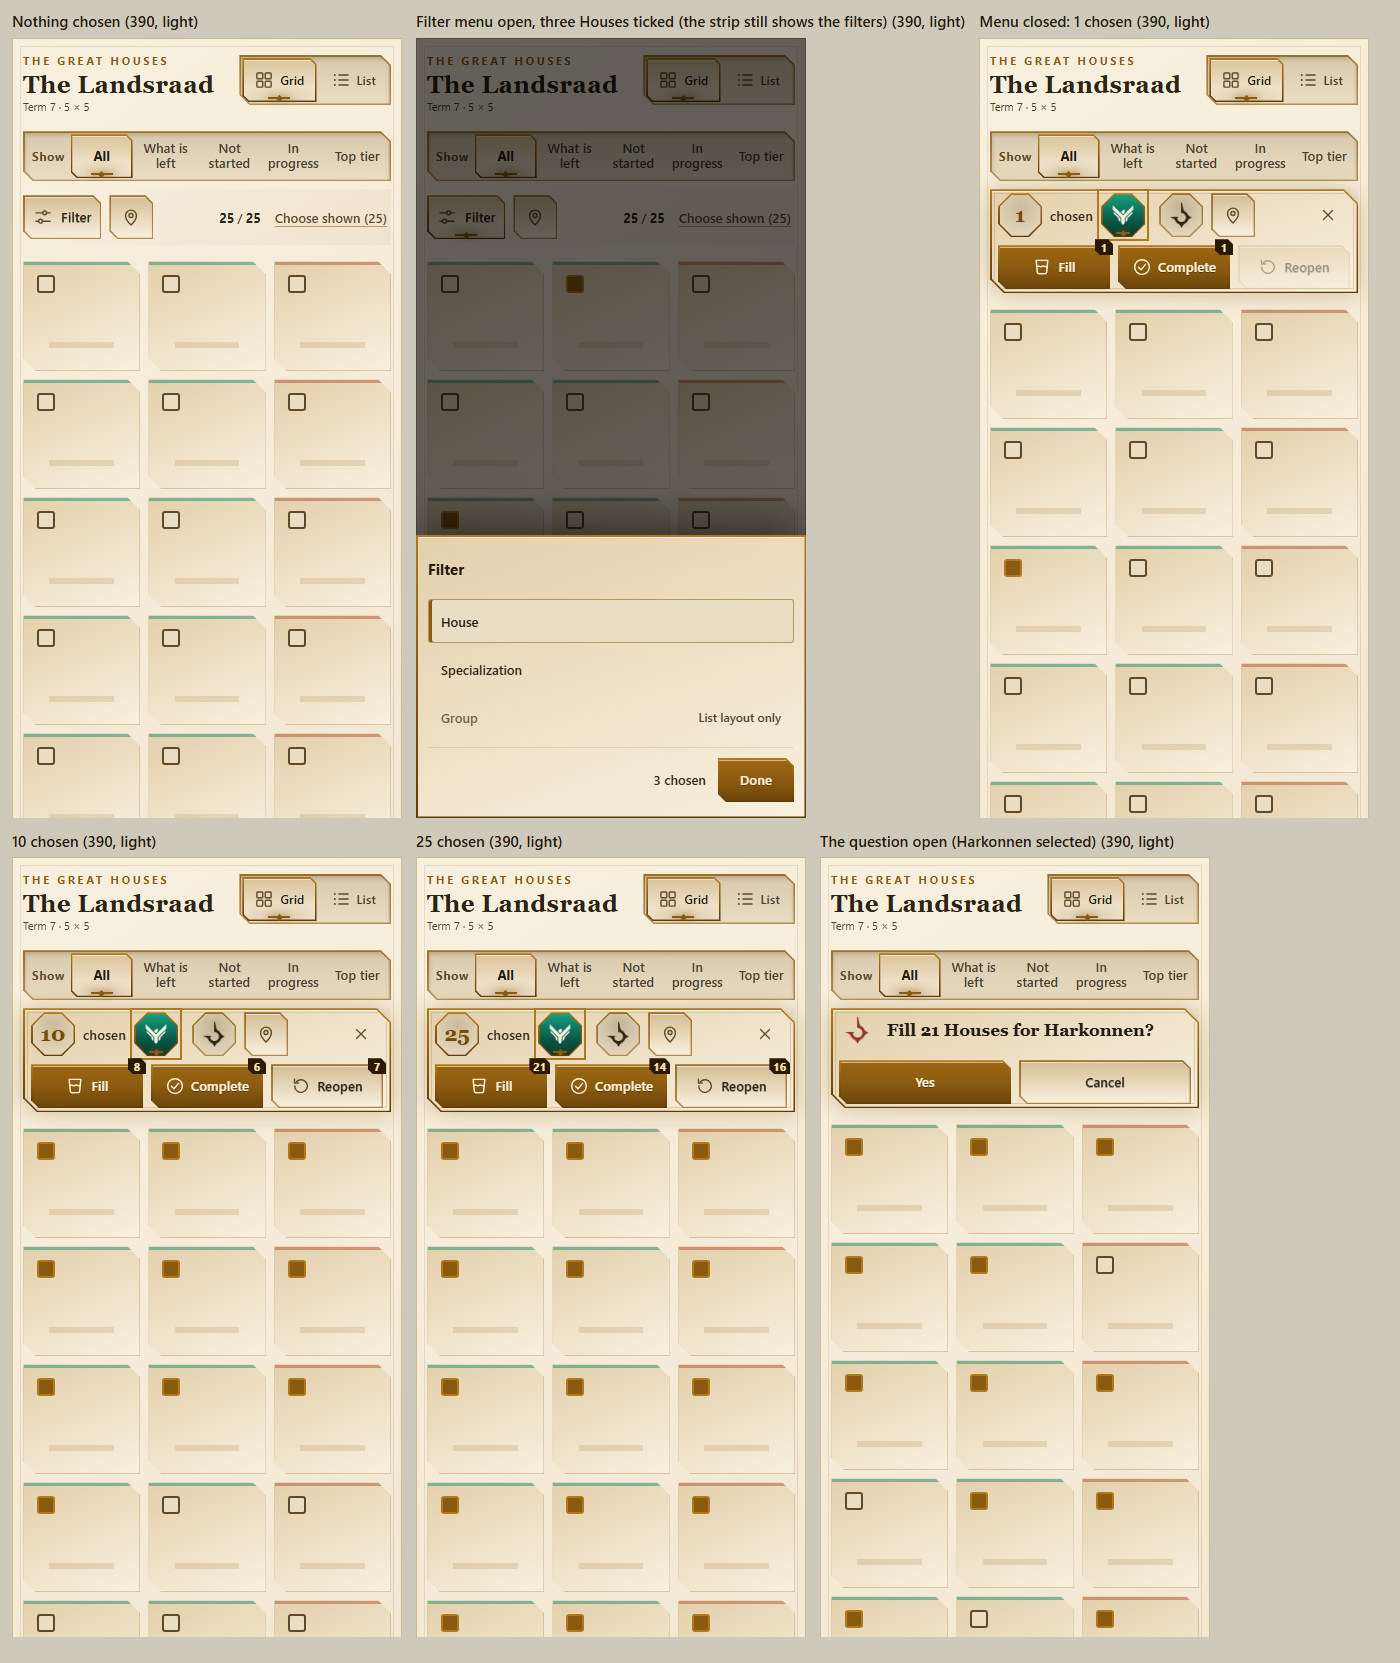 Nothing chosen (390, light)
THE GREAT HOUSES
The Landsraad
Term 7 · 5 × 5
Grid
List
Show
All
What is left
Not started
In progress
Top tier
Filter
25 / 25
Choose shown (25)
Filter menu open, three Houses ticked (the strip still shows the filters) (390, light)
THE GREAT HOUSES
The Landsraad
Term 7 · 5 × 5
Grid
List
Show
All
What is left
Not started
In progress
Top tier
Filter
25 / 25
Choose shown (25)
Filter
House
Specialization
Group
List layout only
3 chosen
Done
Menu closed: 1 chosen (390, light)
THE GREAT HOUSES
The Landsraad
Term 7 · 5 × 5
Grid
List
Show
All
What is left
Not started
In progress
Top tier
1 chosen
Fill
1
Complete
1
Reopen
10 chosen (390, light)
THE GREAT HOUSES
The Landsraad
Term 7 · 5 × 5
Grid
List
Show
All
What is left
Not started
In progress
Top tier
10 chosen
Fill
8
Complete
6
Reopen
7
25 chosen (390, light)
THE GREAT HOUSES
The Landsraad
Term 7 · 5 × 5
Grid
List
Show
All
What is left
Not started
In progress
Top tier
25 chosen
Fill
21
Complete
14
Reopen
16
The question open (Harkonnen selected) (390, light)
THE GREAT HOUSES
The Landsraad
Term 7 · 5 × 5
Grid
List
Show
All
What is left
Not started
In progress
Top tier
Fill 21 Houses for Harkonnen?
Yes
Cancel